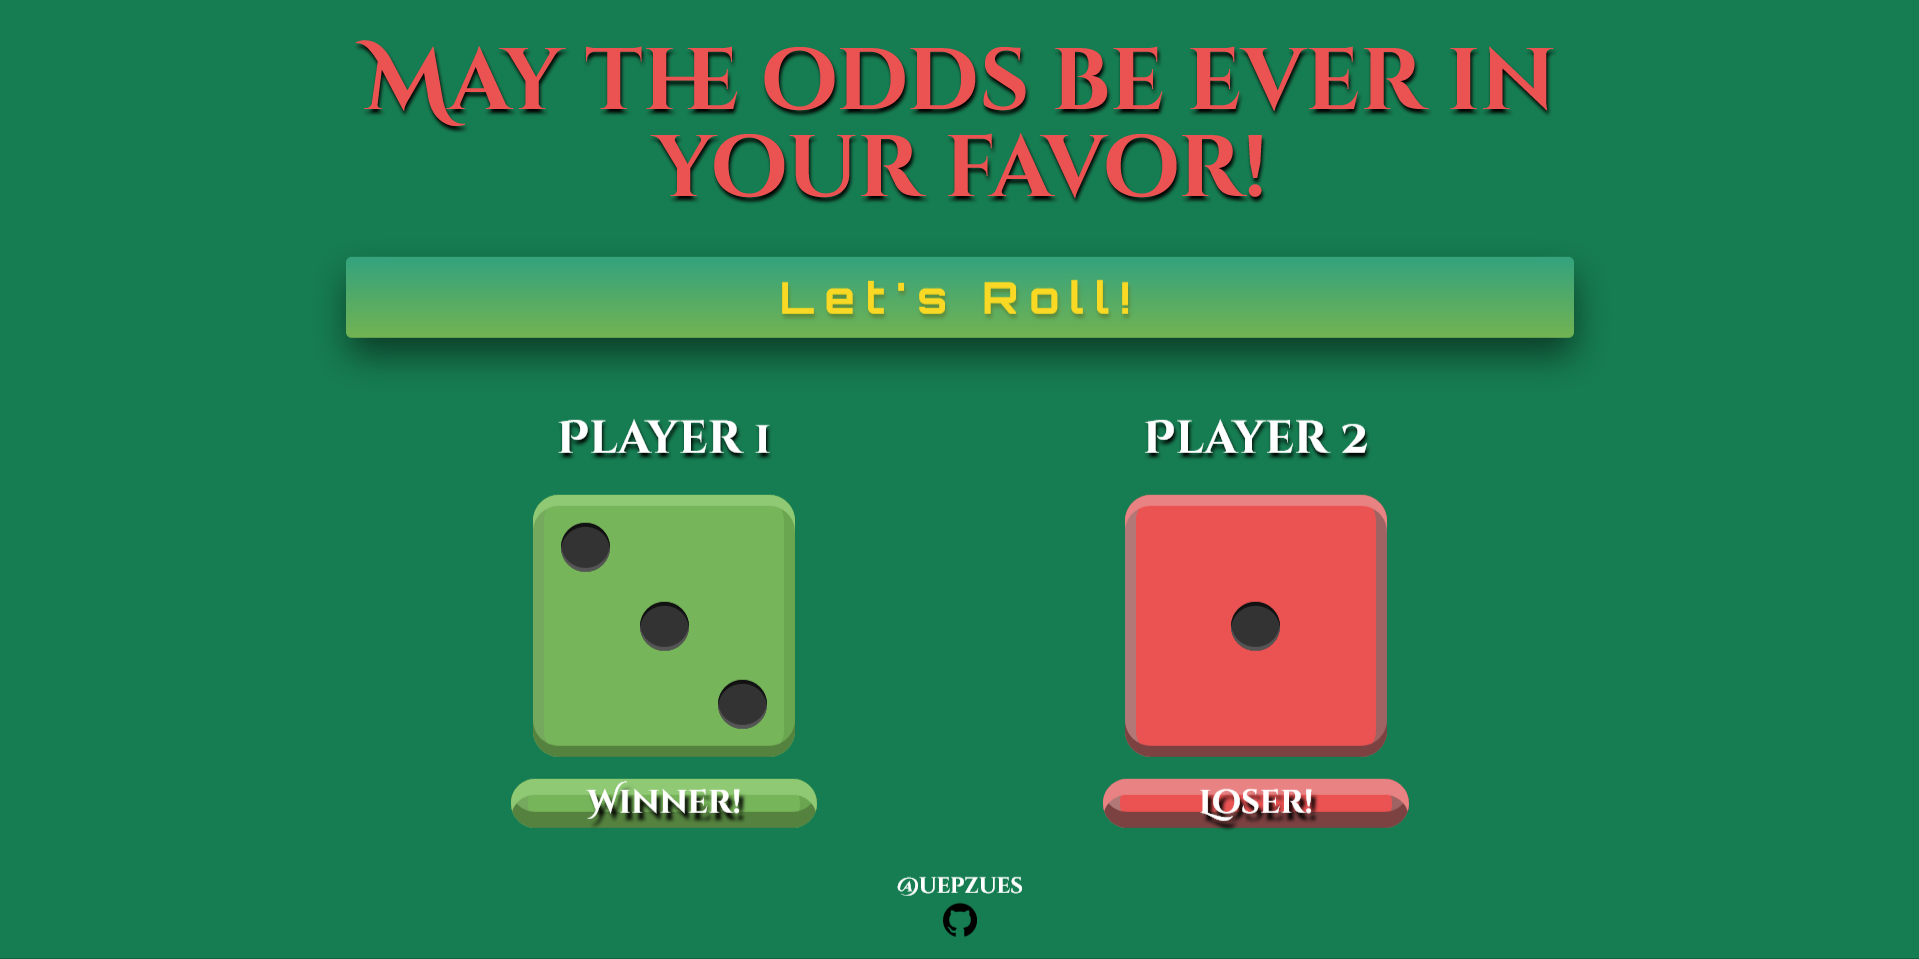 May the odds be ever in
your favor!
Let's Roll!
Player 1
Player 2
Winner!
Loser!
@uepzues